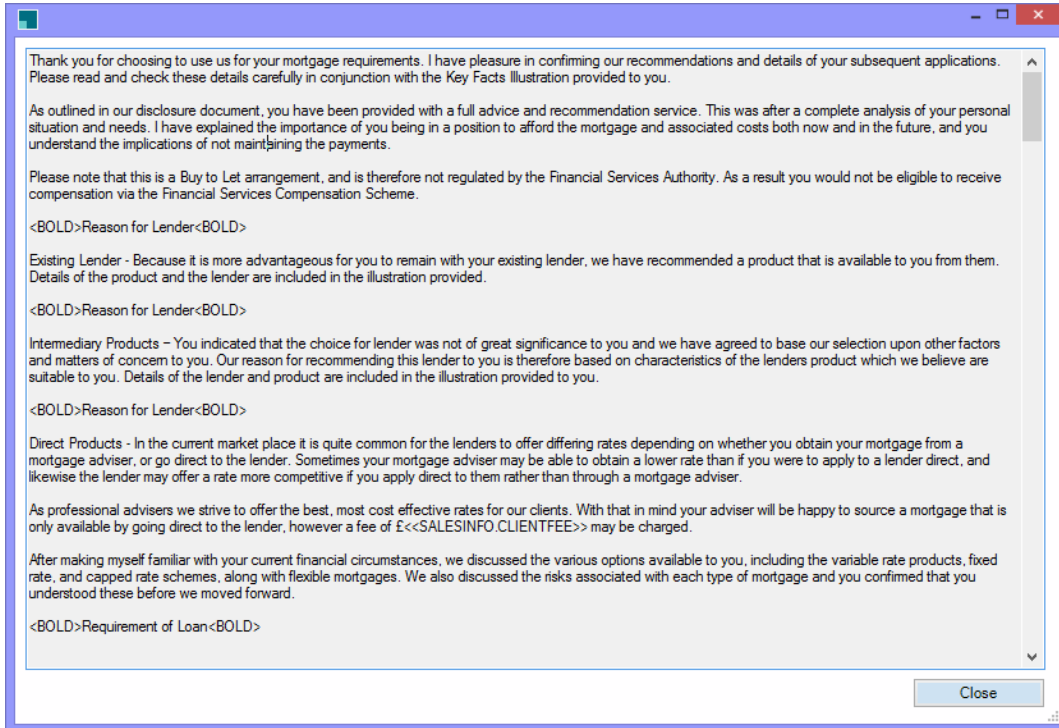 Thank you for choosing to use us for your mortgage requirements. I have pleasure in confirming our recommendations and details of your subsequent applications.
Please read and check these details carefully in conjunction with the Key Facts Illustration provided to you.
As outlined in our disclosure document, you have been provided with a full advice and recommendation service. This was after a complete analysis of your personal
situation and needs. I have explained the importance of you being in a position to afford the mortgage and associated costs both now and in the future, and you
understand the implications of not maintaining the payments.
Please note that this is a Buy to Let arrangement, and is therefore not regulated by the Financial Services Authority. As a result you would not be eligible to receive
compensation via the Financial Services Compensation Scheme.
<BOLD>Reason for Lender<BOLD>
Existing Lender - Because it is more advantageous for you to remain with your existing lender, we have recommended a product that is available to you from them.
Details of the product and the lender are included in the illustration provided.
<BOLD>Reason for Lender<BOLD>
Intermediary Products – You indicated that the choice for lender was not of great significance to you and we have agreed to base our selection upon other factors
and matters of concern to you. Our reason for recommending this lender to you is therefore based on characteristics of the lenders product which we believe are
suitable to you. Details of the lender and product are included in the illustration provided to you.
<BOLD>Reason for Lender<BOLD>
Direct Products - In the current market place it is quite common for the lenders to offer differing rates depending on whether you obtain your mortgage from a
mortgage adviser, or go direct to the lender. Sometimes your mortgage adviser may be able to obtain a lower rate than if you were to apply to a lender direct, and
likewise the lender may offer a rate more competitive if you apply direct to them rather than through a mortgage adviser.
As professional advisers we strive to offer the best, most cost effective rates for our clients. With that in mind your adviser will be happy to source a mortgage that is
only available by going direct to the lender, however a fee of £<<SALESINFO.CLIENTFEE>> may be charged.
After making myself familiar with your current financial circumstances, we discussed the various options available to you, including the variable rate products, fixed
rate, and capped rate schemes, along with flexible mortgages. We also discussed the risks associated with each type of mortgage and you confirmed that you
understood these before we moved forward.
<BOLD>Requirement of Loan<BOLD>
Close